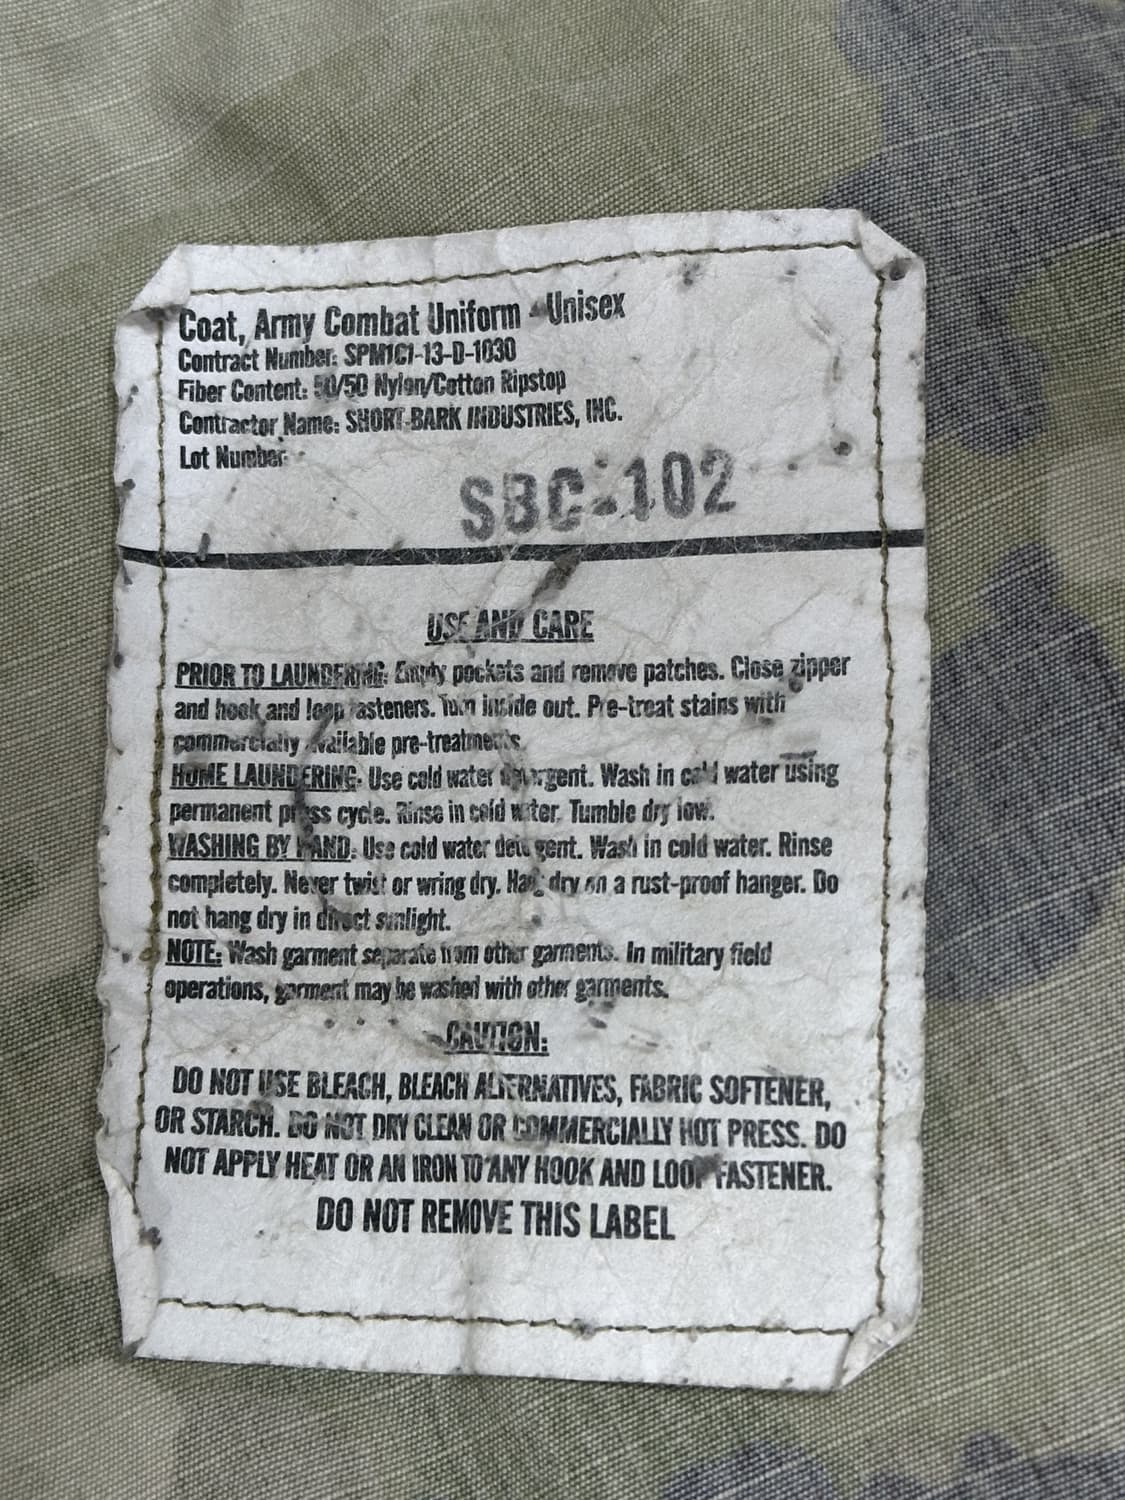 Coat, Army Combat Uniform - Unisex
Contract Number: SPM1C1-13-D-1030
Fiber Content: 50/50 Nylon/Cotton Ripstop
Contractor Name: SHORT BARK INDUSTRIES, INC.
Lot Number
SBC-102
USE AND CARE
PRIOR TO LAUNDERING: Empty pockets and remove patches. Close zipper
and hook and loop fasteners. Turn inside out. Pre-treat stains with
commercially available pre-treatments
HOME LAUNDERING: Use cold water detergent. Wash in cold water using
permanent press cycle. Rinse in cold water. Tumble dry low.
WASHING BY HAND: Use cold water detergent. Wash in cold water. Rinse
completely. Never twist or wring dry. Hang dry on a rust-proof hanger. Do
not hang dry in direct sunlight.
NOTE: Wash garment separate from other garments. In military field
operations, garment may be washed with other garments.
CAUTION:
DO NOT USE BLEACH, BLEACH ALTERNATIVES, FABRIC SOFTENER,
OR STARCH. DO NOT DRY CLEAN OR COMMERCIALLY HOT PRESS. DO
NOT APPLY HEAT OR AN IRON TO ANY HOOK AND LOOP FASTENER.
DO NOT REMOVE THIS LABEL